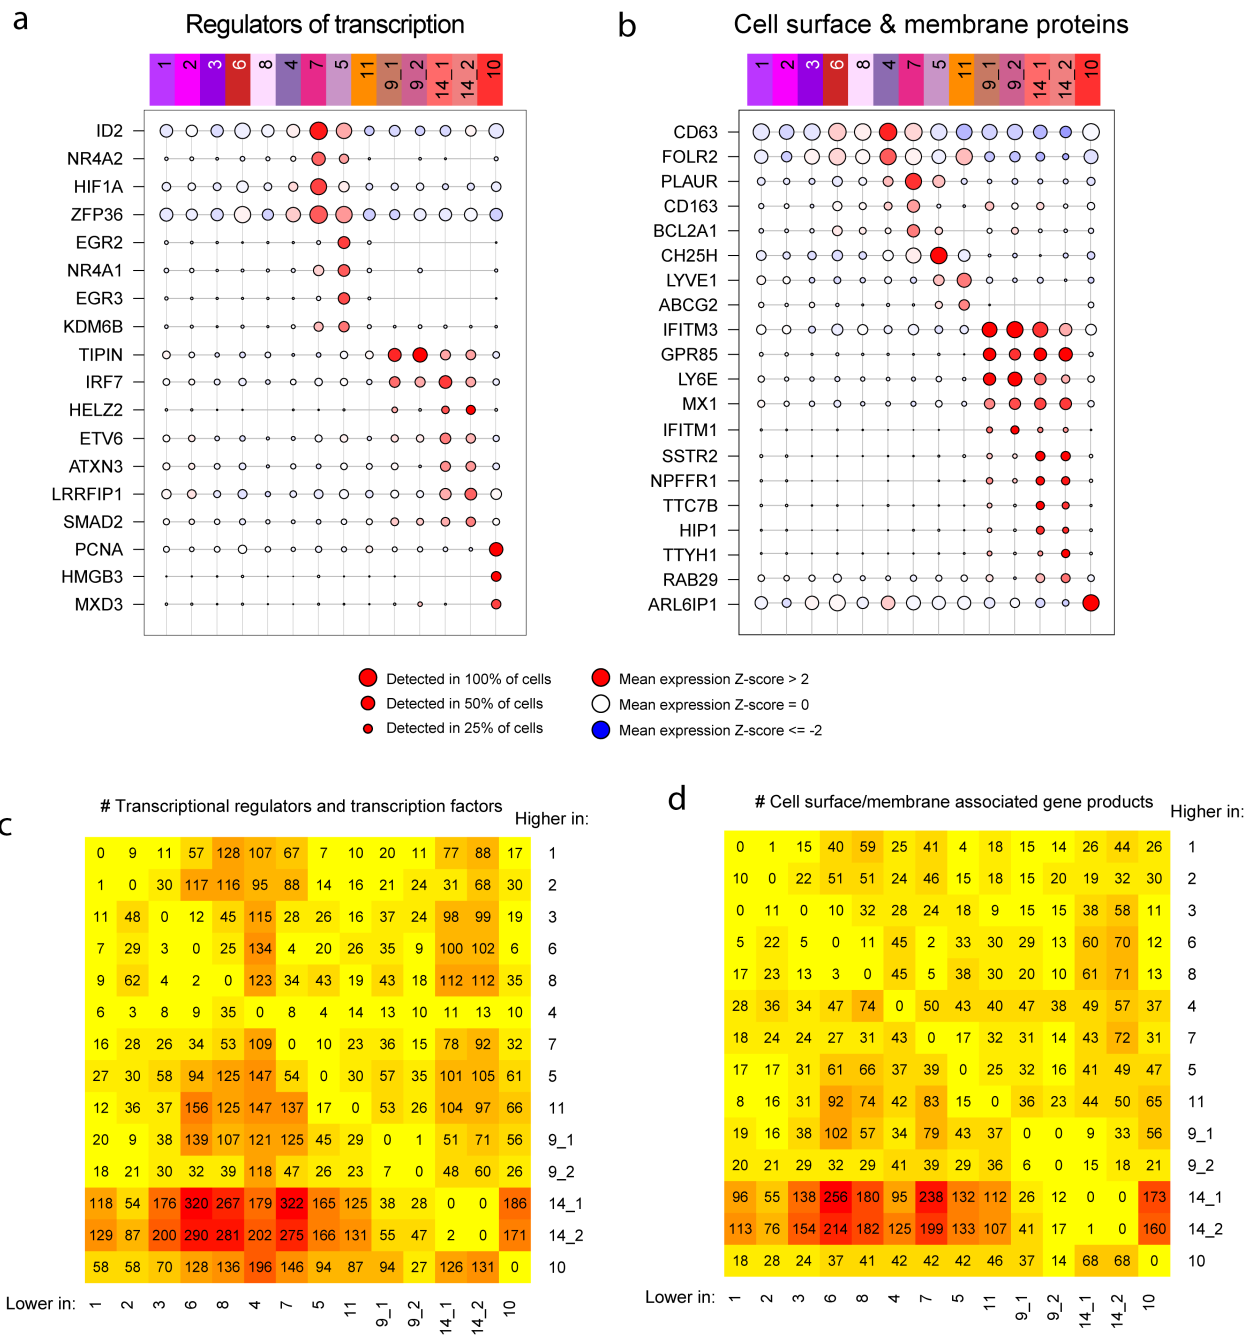 a
Regulators of transcription
1 2 3 6 8 4 7 5 11 9_1 9_2 14_1 14_2 10
ID2
NR4A2
HIF1A
ZFP36
EGR2
NR4A1
EGR3
KDM6B
TIPIN
IRF7
HELZ2
ETV6
ATXN3
LRRFIP1
SMAD2
PCNA
HMGB3
MXD3
b
Cell surface & membrane proteins
1 2 3 6 8 4 7 5 11 9_1 9_2 14_1 14_2 10
CD63
FOLR2
PLAUR
CD163
BCL2A1
CH25H
LYVE1
ABCG2
IFITM3
GPR85
LY6E
MX1
IFITM1
SSTR2
NPFFR1
TTC7B
HIP1
TTYH1
RAB29
ARL6IP1
Detected in 100% of cells
Detected in 50% of cells
Detected in 25% of cells
Mean expression Z-score > 2
Mean expression Z-score = 0
Mean expression Z-score <= -2
c
# Transcriptional regulators and transcription factors
Higher in:
0 9 11 57 128 107 67 7 10 20 11 77 88 17 1
1 0 30 117 116 95 88 14 16 21 24 31 68 30 2
11 48 0 12 45 115 28 26 16 37 24 98 99 19 3
7 29 3 0 25 134 4 20 26 35 9 100 102 6 6
9 62 4 2 0 123 34 43 19 43 18 112 112 35 8
6 3 8 9 35 0 8 4 14 13 10 11 13 10 4
16 28 26 34 53 109 0 10 23 36 15 78 92 32 7
27 30 58 94 125 147 54 0 30 57 35 101 105 61 5
12 36 37 156 125 147 137 17 0 53 26 104 97 66 11
20 9 38 139 107 121 125 45 29 0 1 51 71 56 9_1
18 21 30 32 39 118 47 26 23 7 0 48 60 26 9_2
118 54 176 320 267 179 322 165 125 38 28 0 0 186 14_1
129 87 200 290 281 202 275 166 131 55 47 2 0 171 14_2
58 58 70 128 136 196 146 94 87 94 27 126 131 0 10
Lower in: 1 2 3 6 8 4 7 5 11 9_1 9_2 14_1 14_2 10
d
# Cell surface/membrane associated gene products
Higher in:
0 1 15 40 59 25 41 4 18 15 14 26 44 26 1
10 0 22 51 51 24 46 15 18 15 20 19 32 30 2
0 11 0 10 32 28 24 18 9 15 15 38 58 11 3
5 22 5 0 11 45 2 33 30 29 13 60 70 12 6
17 23 13 3 0 45 5 38 30 20 10 61 71 13 8
28 36 34 47 74 0 50 43 40 47 38 49 57 37 4
18 24 24 27 31 43 0 17 32 31 14 43 72 31 7
17 17 31 61 66 37 39 0 25 32 16 41 49 47 5
8 16 31 92 74 42 83 15 0 36 23 44 50 65 11
19 16 38 102 57 34 79 43 37 0 0 9 33 56 9_1
20 21 29 32 29 41 39 29 36 6 0 15 18 21 9_2
96 55 138 256 180 95 238 132 112 26 12 0 0 173 14_1
113 76 154 214 182 125 199 133 107 41 17 1 0 160 14_2
18 28 24 37 41 42 42 42 46 37 14 68 68 0 10
Lower in: 1 2 3 6 8 4 7 5 11 9_1 9_2 14_1 14_2 10